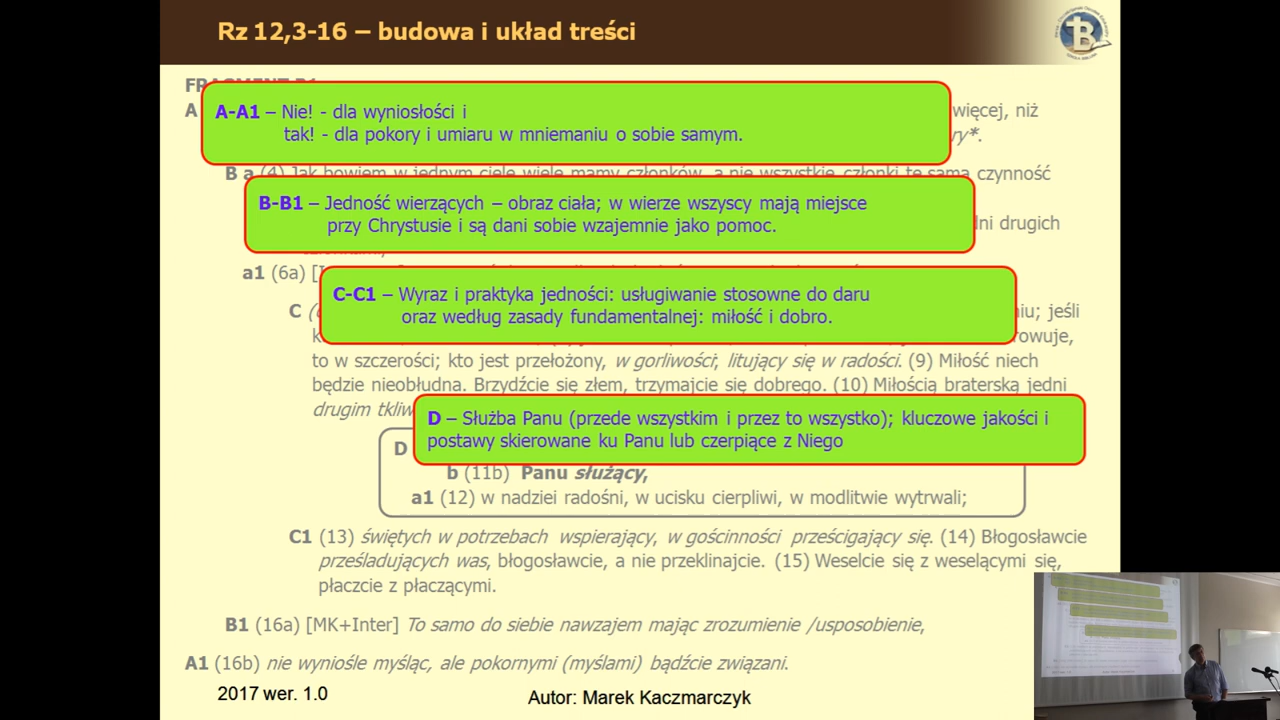 Rz 12,3-16 – budowa i układ treści
A
więcej, niż
A-A1 – Nie! - dla wyniosłości i
tak! - dla pokory i umiaru w mniemaniu o sobie samym.
B a (4) Jak bowiem w jednym ciele wiele mamy członków, a nie wszystkie członki tę samą czynność
B-B1 – Jedność wierzących – obraz ciała; w wierze wszyscy mają miejsce
przy Chrystusie i są dani sobie wzajemnie jako pomoc.
drugich
a1 (6a)
C-C1 – Wyraz i praktyka jedności: usługiwanie stosowne do daru
oraz według zasady fundamentalnej: miłość i dobro.
C
jeśli
to w szczerości; kto jest przełożony, w gorliwości; litujący się w radości. (9) Miłość niech
będzie nieobłudna. Brzydźcie się złem, trzymajcie się dobrego. (10) Miłością braterską jedni
drugim
D – Służba Panu (przede wszystkim i przez to wszystko); kluczowe jakości i
postawy skierowane ku Panu lub czerpiące z Niego
D
b (11b) Panu służący,
a1 (12) w nadziei radośni, w ucisku cierpliwi, w modlitwie wytrwali;
C1 (13) świętych w potrzebach wspierający, w gościnności prześcigający się. (14) Błogosławcie
prześladujących was, błogosławcie, a nie przeklinajcie. (15) Weselcie się z weselącymi się,
płaczcie z płaczącymi.
B1 (16a) [MK+Inter] To samo do siebie nawzajem mając zrozumienie /usposobienie,
A1 (16b) nie wyniośle myśląc, ale pokornymi (myślami) bądźcie związani.
2017 wer. 1.0
Autor: Marek Kaczmarczyk